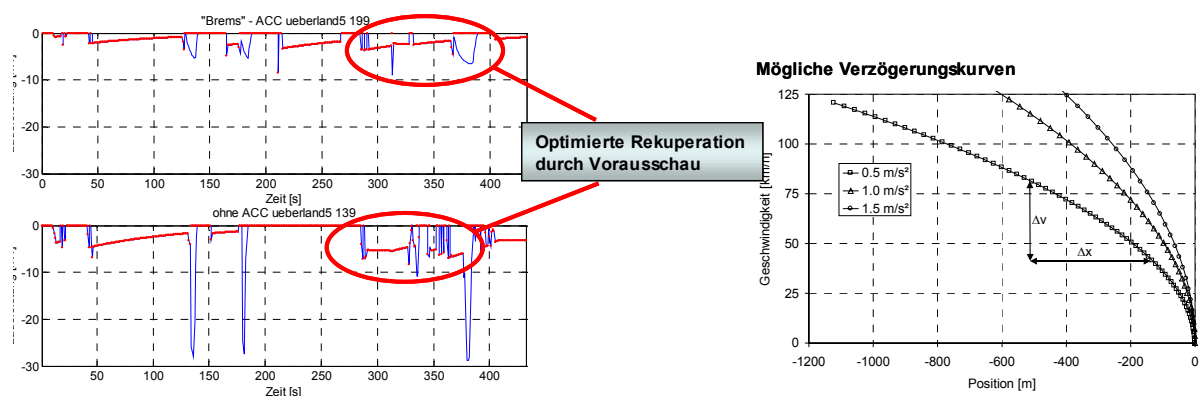 "Brems" - ACC ueberland5 199
0
-10
-20
-30
0 50 100 150 200 250 300 350 400
Zeit [s]
ohne ACC ueberland5 139
0
-10
-20
-30
50 100 150 200 250 300 350 400
Zeit [s]
Optimierte Rekuperation
durch Vorausschau
Mögliche Verzögerungskurven
Geschwindigkeit [km/h]
125
100
75
50
25
0
0.5 m/s²
1.0 m/s²
1.5 m/s²
Δv
Δx
-1200 -1000 -800 -600 -400 -200 0
Position [m]